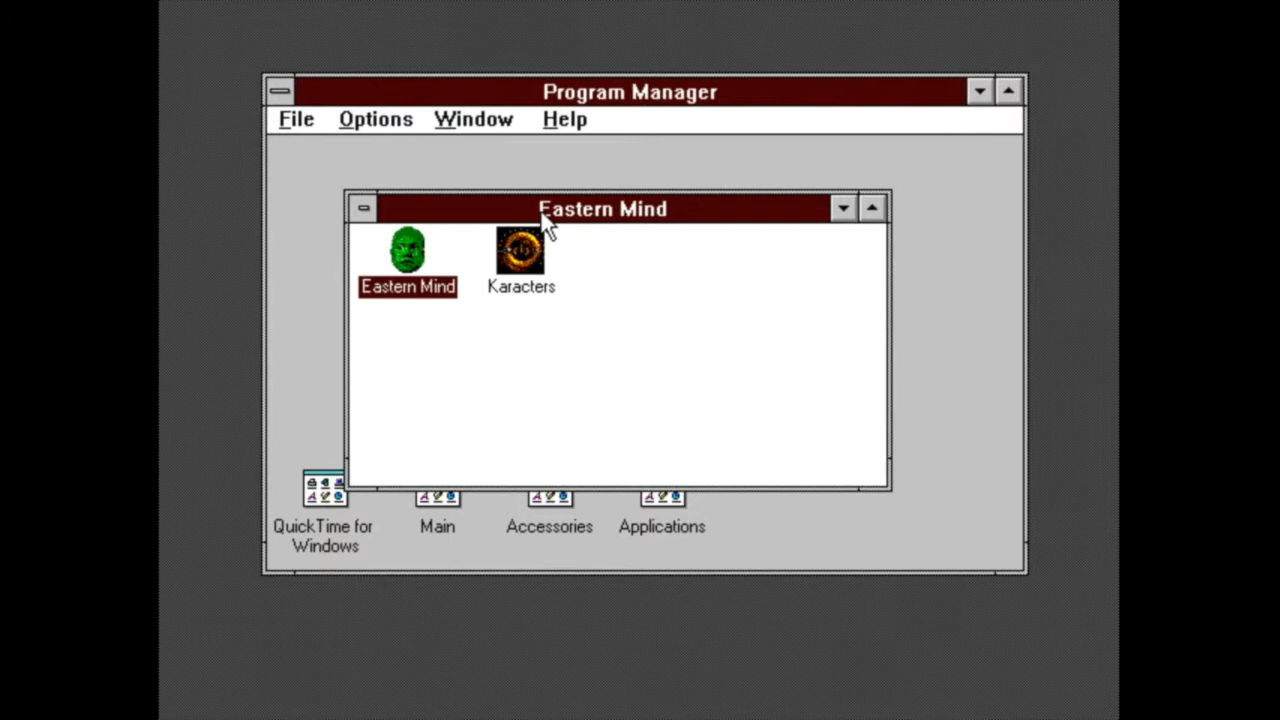 Program Manager
File Options Window Help
Eastern Mind
Eastern Mind Karacters
QuickTime for Windows
Main
Accessories
Applications